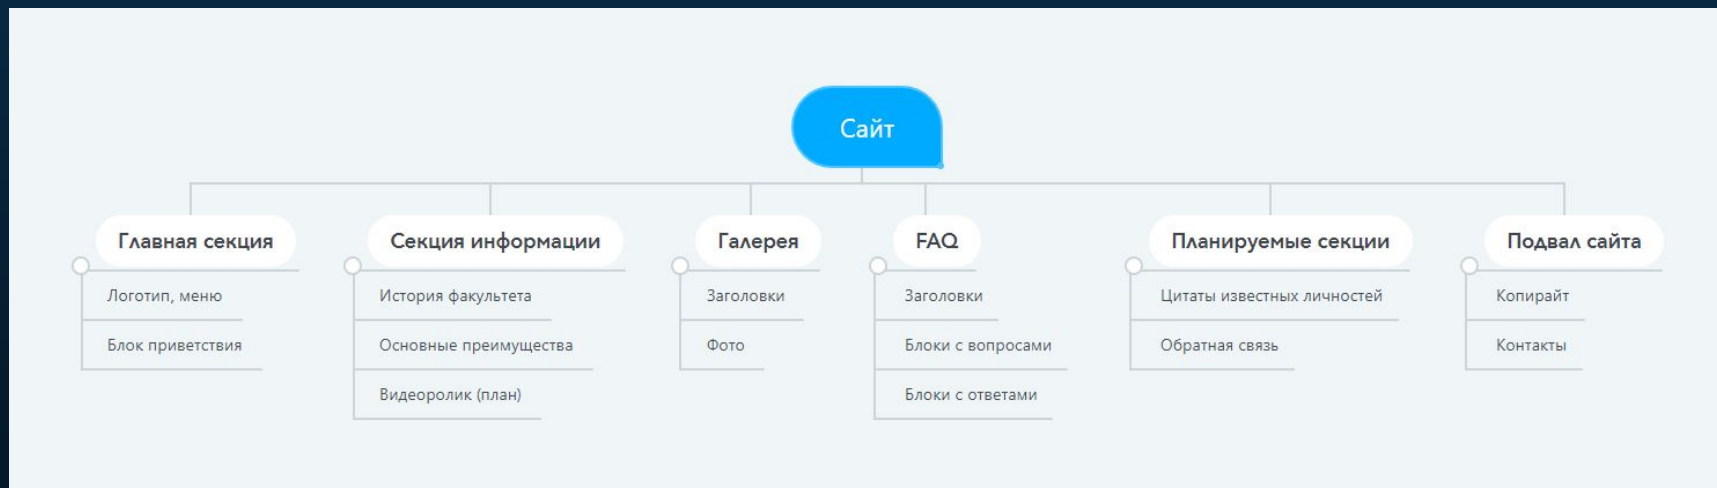 Сайт
Главная секция
Логотип, меню
Блок приветствия
Секция информации
История факультета
Основные преимущества
Видеоролик (план)
Галерея
Заголовки
Фото
FAQ
Заголовки
Блоки с вопросами
Блоки с ответами
Планируемые секции
Цитаты известных личностей
Обратная связь
Подвал сайта
Копирайт
Контакты